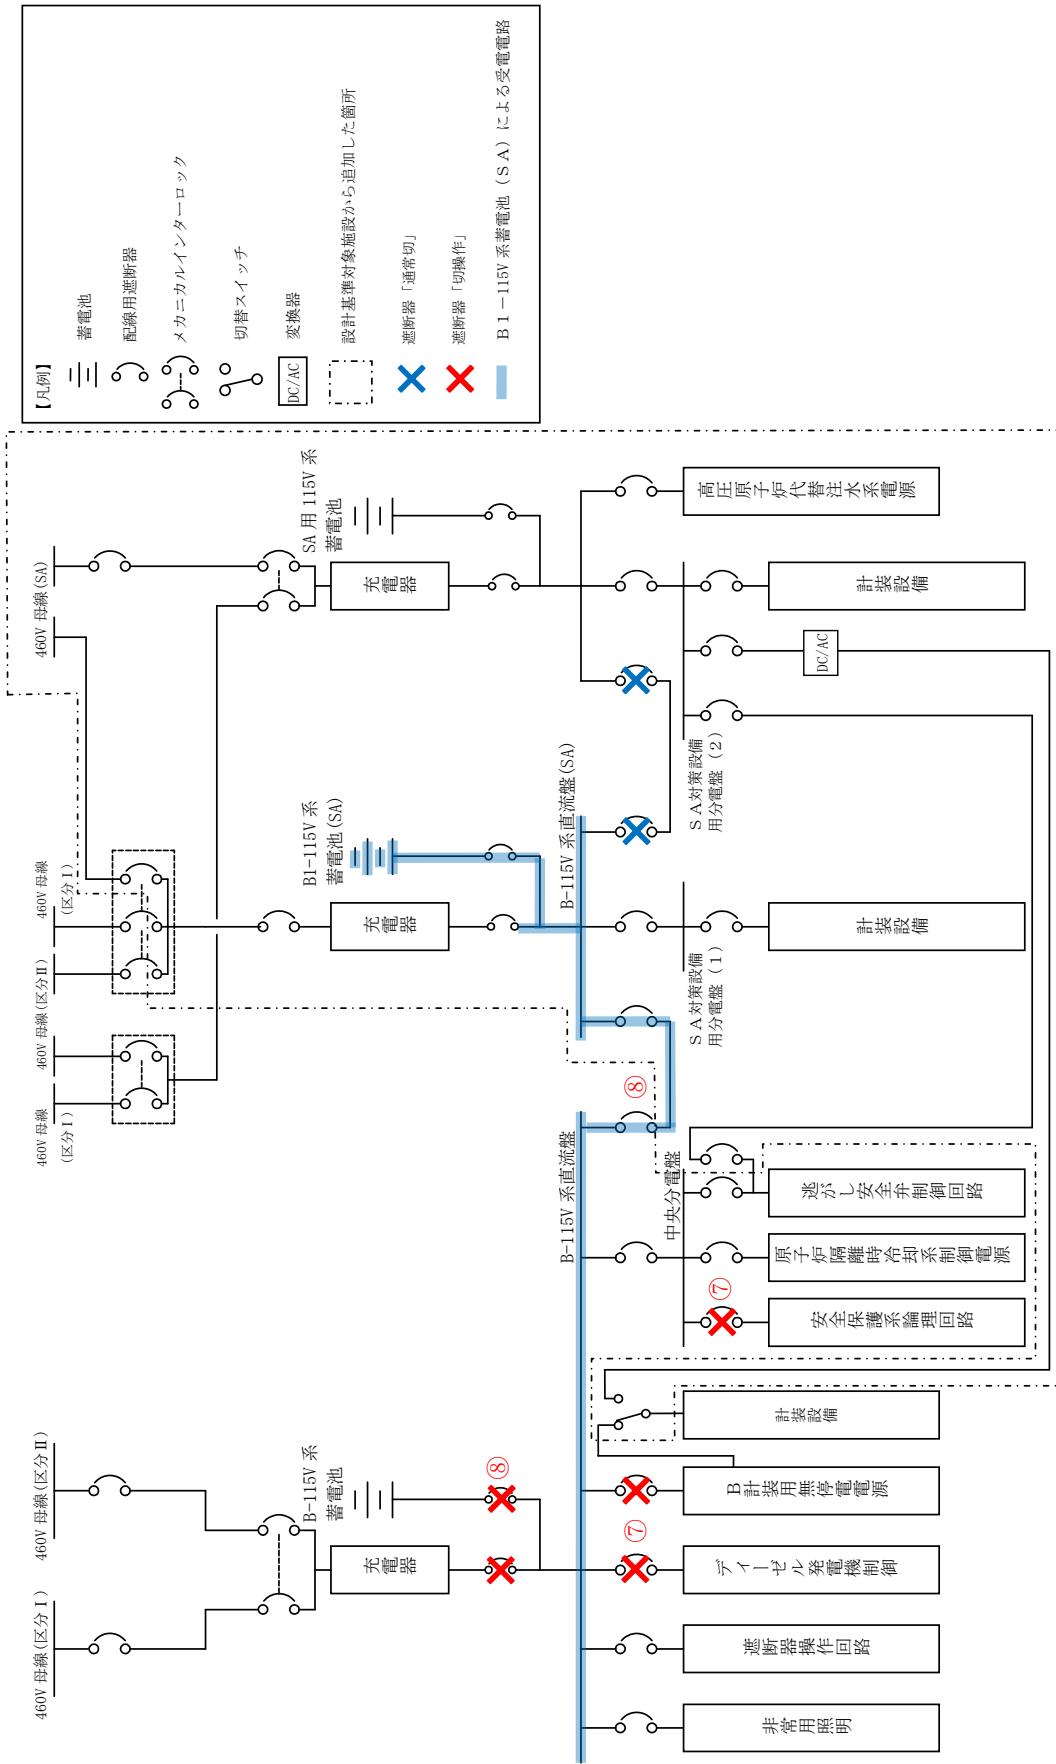 【凡例】
蓄電池
配線用遮断器
メカニカルインターロック
切替スイッチ
DC/AC
変換器
設計基準対象施設から追加した箇所
遮断器「通常切」
遮断器「切操作」
B1-115V 系蓄電池（SA）による受電電路
460V 母線(区分Ⅰ)
460V 母線(区分Ⅱ)
460V 母線
(区分Ⅰ)
460V 母線(区分Ⅱ)
460V 母線(区分Ⅱ)
460V 母線
(区分Ⅰ)
460V 母線(SA)
B-115V 系
蓄電池
B1-115V 系
蓄電池(SA)
SA 用 115V 系
蓄電池
充電器
充電器
充電器
⑧
B-115V 系直流盤
B-115V 系直流盤(SA)
⑦
⑧
中央分電盤
SA対策設備
用分電盤（1）
SA対策設備
用分電盤（2）
⑦
非常用照明
遮断器操作回路
ディーゼル発電機制御
B計装用無停電電源
計装設備
安全保護系論理回路
原子炉隔離時冷却系制御電源
逃がし安全弁制御回路
計装設備
DC/AC
計装設備
高圧原子炉代替注水系電源